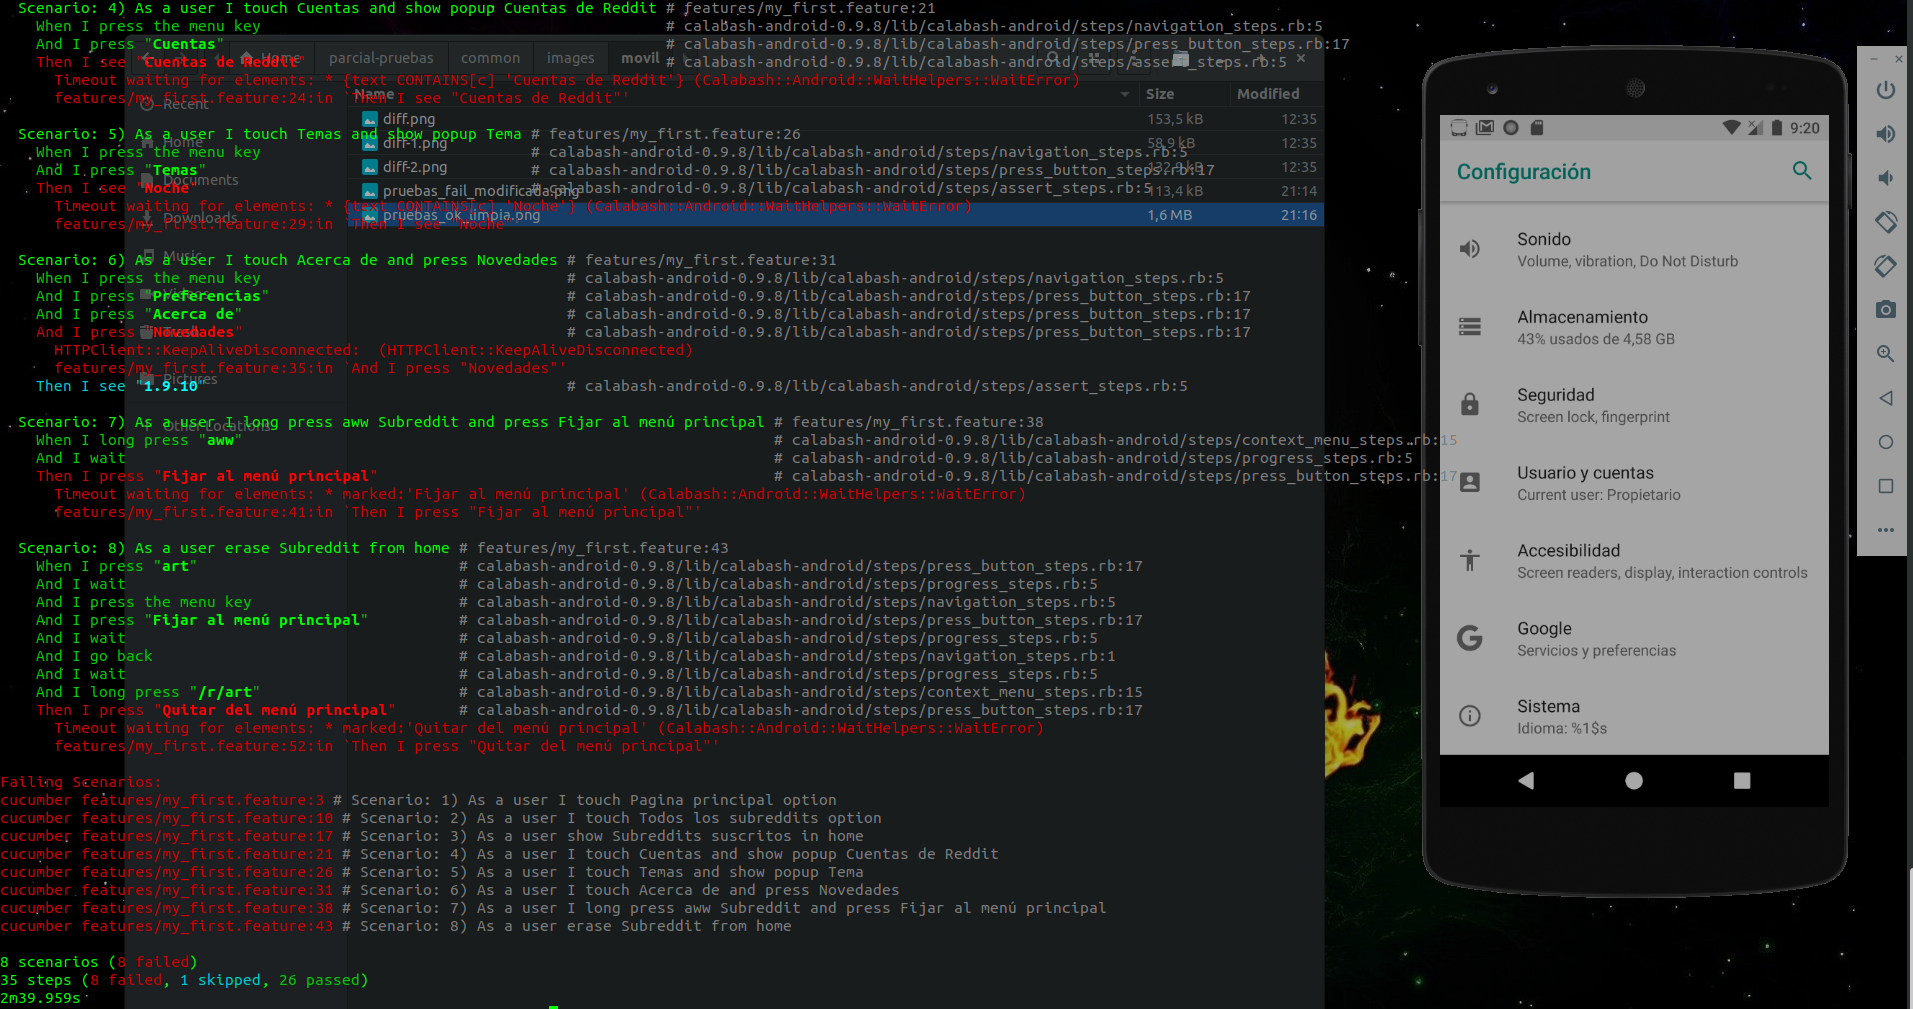 Scenario: 4) As a user I touch Cuentas and show popup Cuentas de Reddit # features/my_first.feature:21
When I press the menu key # calabash-android-0.9.8/lib/calabash-android/steps/navigation_steps.rb:5
And I press "Cuentas" # calabash-android-0.9.8/lib/calabash-android/steps/press_button_steps.rb:17
Then I see "Cuentas de Reddit" # calabash-android-0.9.8/lib/calabash-android/steps/assert_steps.rb:5
Timeout waiting for elements: * {text CONTAINS[c] 'Cuentas de Reddit'} (Calabash::Android::WaitHelpers::WaitError)
features/my_first.feature:24:in `Then I see "Cuentas de Reddit"'
Scenario: 5) As a user I touch Temas and show popup Tema # features/my_first.feature:26
When I press the menu key # calabash-android-0.9.8/lib/calabash-android/steps/navigation_steps.rb:5
And I press "Temas" # calabash-android-0.9.8/lib/calabash-android/steps/press_button_steps.rb:17
Then I see "Noche" # calabash-android-0.9.8/lib/calabash-android/steps/assert_steps.rb:5
Timeout waiting for elements: * {text CONTAINS[c] 'Noche'} (Calabash::Android::WaitHelpers::WaitError)
features/my_first.feature:29:in `Then I see "Noche"'
Scenario: 6) As a user I touch Acerca de and press Novedades # features/my_first.feature:31
When I press the menu key # calabash-android-0.9.8/lib/calabash-android/steps/navigation_steps.rb:5
And I press "Preferencias" # calabash-android-0.9.8/lib/calabash-android/steps/press_button_steps.rb:17
And I press "Acerca de" # calabash-android-0.9.8/lib/calabash-android/steps/press_button_steps.rb:17
And I press "Novedades" # calabash-android-0.9.8/lib/calabash-android/steps/press_button_steps.rb:17
HTTPClient::KeepAliveDisconnected: (HTTPClient::KeepAliveDisconnected)
features/my_first.feature:35:in `And I press "Novedades"'
Then I see "1.9.10" # calabash-android-0.9.8/lib/calabash-android/steps/assert_steps.rb:5
Scenario: 7) As a user I long press aww Subreddit and press Fijar al menú principal # features/my_first.feature:38
When I long press "aww" # calabash-android-0.9.8/lib/calabash-android/steps/context_menu_steps.rb:15
And I wait # calabash-android-0.9.8/lib/calabash-android/steps/progress_steps.rb:5
Then I press "Fijar al menú principal" # calabash-android-0.9.8/lib/calabash-android/steps/press_button_steps.rb:17
Timeout waiting for elements: * marked:'Fijar al menú principal' (Calabash::Android::WaitHelpers::WaitError)
features/my_first.feature:41:in `Then I press "Fijar al menú principal"'
Scenario: 8) As a user erase Subreddit from home # features/my_first.feature:43
When I press "art" # calabash-android-0.9.8/lib/calabash-android/steps/press_button_steps.rb:17
And I wait # calabash-android-0.9.8/lib/calabash-android/steps/progress_steps.rb:5
And I press the menu key # calabash-android-0.9.8/lib/calabash-android/steps/navigation_steps.rb:5
And I press "Fijar al menú principal" # calabash-android-0.9.8/lib/calabash-android/steps/press_button_steps.rb:17
And I wait # calabash-android-0.9.8/lib/calabash-android/steps/progress_steps.rb:5
And I go back # calabash-android-0.9.8/lib/calabash-android/steps/navigation_steps.rb:1
And I wait # calabash-android-0.9.8/lib/calabash-android/steps/progress_steps.rb:5
And I long press "/r/art" # calabash-android-0.9.8/lib/calabash-android/steps/context_menu_steps.rb:15
Then I press "Quitar del menú principal" # calabash-android-0.9.8/lib/calabash-android/steps/press_button_steps.rb:17
Timeout waiting for elements: * marked:'Quitar del menú principal' (Calabash::Android::WaitHelpers::WaitError)
features/my_first.feature:52:in `Then I press "Quitar del menú principal"'
Failing Scenarios:
cucumber features/my_first.feature:3 # Scenario: 1) As a user I touch Pagina principal option
cucumber features/my_first.feature:10 # Scenario: 2) As a user I touch Todos los subreddits option
cucumber features/my_first.feature:17 # Scenario: 3) As a user show Subreddits suscritos in home
cucumber features/my_first.feature:21 # Scenario: 4) As a user I touch Cuentas and show popup Cuentas de Reddit
cucumber features/my_first.feature:26 # Scenario: 5) As a user I touch Temas and show popup Tema
cucumber features/my_first.feature:31 # Scenario: 6) As a user I touch Acerca de and press Novedades
cucumber features/my_first.feature:38 # Scenario: 7) As a user I long press aww Subreddit and press Fijar al menú principal
cucumber features/my_first.feature:43 # Scenario: 8) As a user erase Subreddit from home
8 scenarios (8 failed)
35 steps (8 failed, 1 skipped, 26 passed)
2m39.959s
Home parcial-pruebas common images movil
Recent
Home
Documents
Downloads
Music
Videos
Trash
Pictures
Other Locations
Name Size Modified
diff.png 153,5 kB 12:35
diff-1.png 58,9 kB 12:35
diff-2.png 12:35
pruebas_fail_modificada.png 113,4 kB 21:14
pruebas_ok_limpia.png 1,6 MB 21:16
9:20
Configuración
Sonido
Volume, vibration, Do Not Disturb
Almacenamiento
43% usados de 4,58 GB
Seguridad
Screen lock, fingerprint
Usuario y cuentas
Current user: Propietario
Accesibilidad
Screen readers, display, interaction controls
Google
Servicios y preferencias
Sistema
Idioma: %1$s